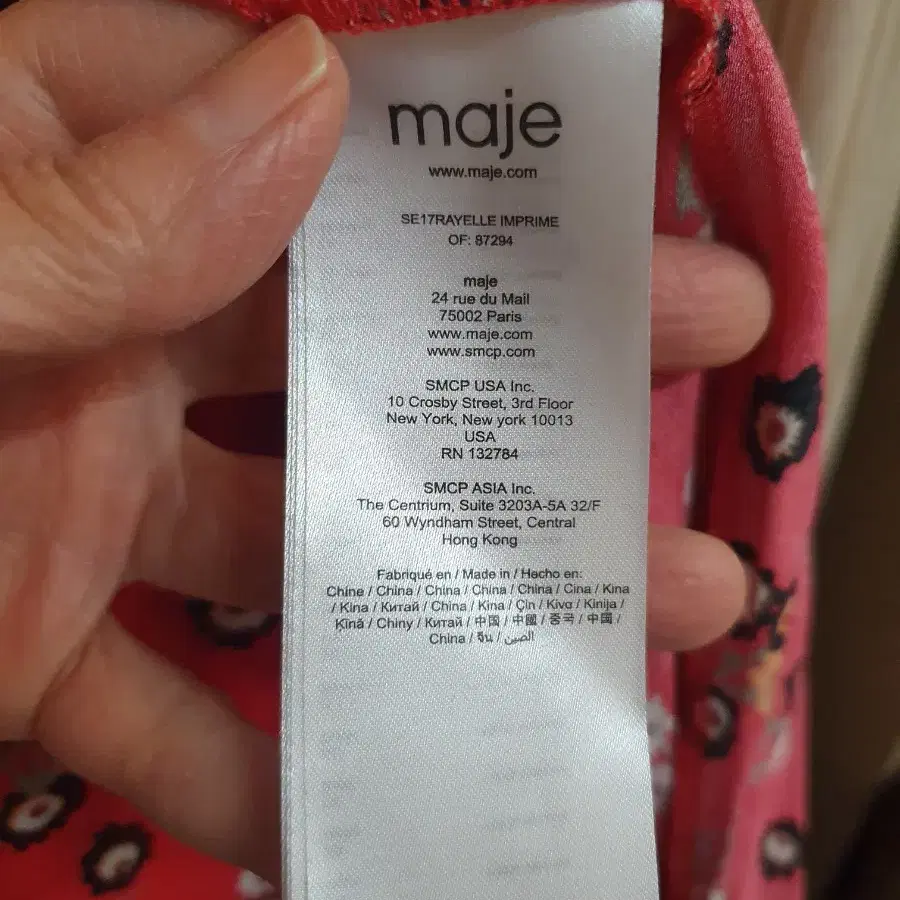 maje
www.maje.com
SE17RAYELLE IMPRIME
OF: 87294
maje
24 rue du Mail
75002 Paris
www.maje.com
www.smcp.com
SMCP USA Inc.
10 Crosby Street, 3rd Floor
New York, New york 10013
USA
RN 132784
SMCP ASIA Inc.
The Centrium, Suite 3203A-5A 32/F
60 Wyndham Street, Central
Hong Kong
Fabriqué en / Made in / Hecho en:
Chine / China / China / China / China / Cina / Kina
/ Kina / Китай / China / Kina / Çin / Κίνα / Kinija /
Ķīnā / Chiny / Китай / 中国 / 中國 / 중국 / 中国 /
China / จีน / الصين